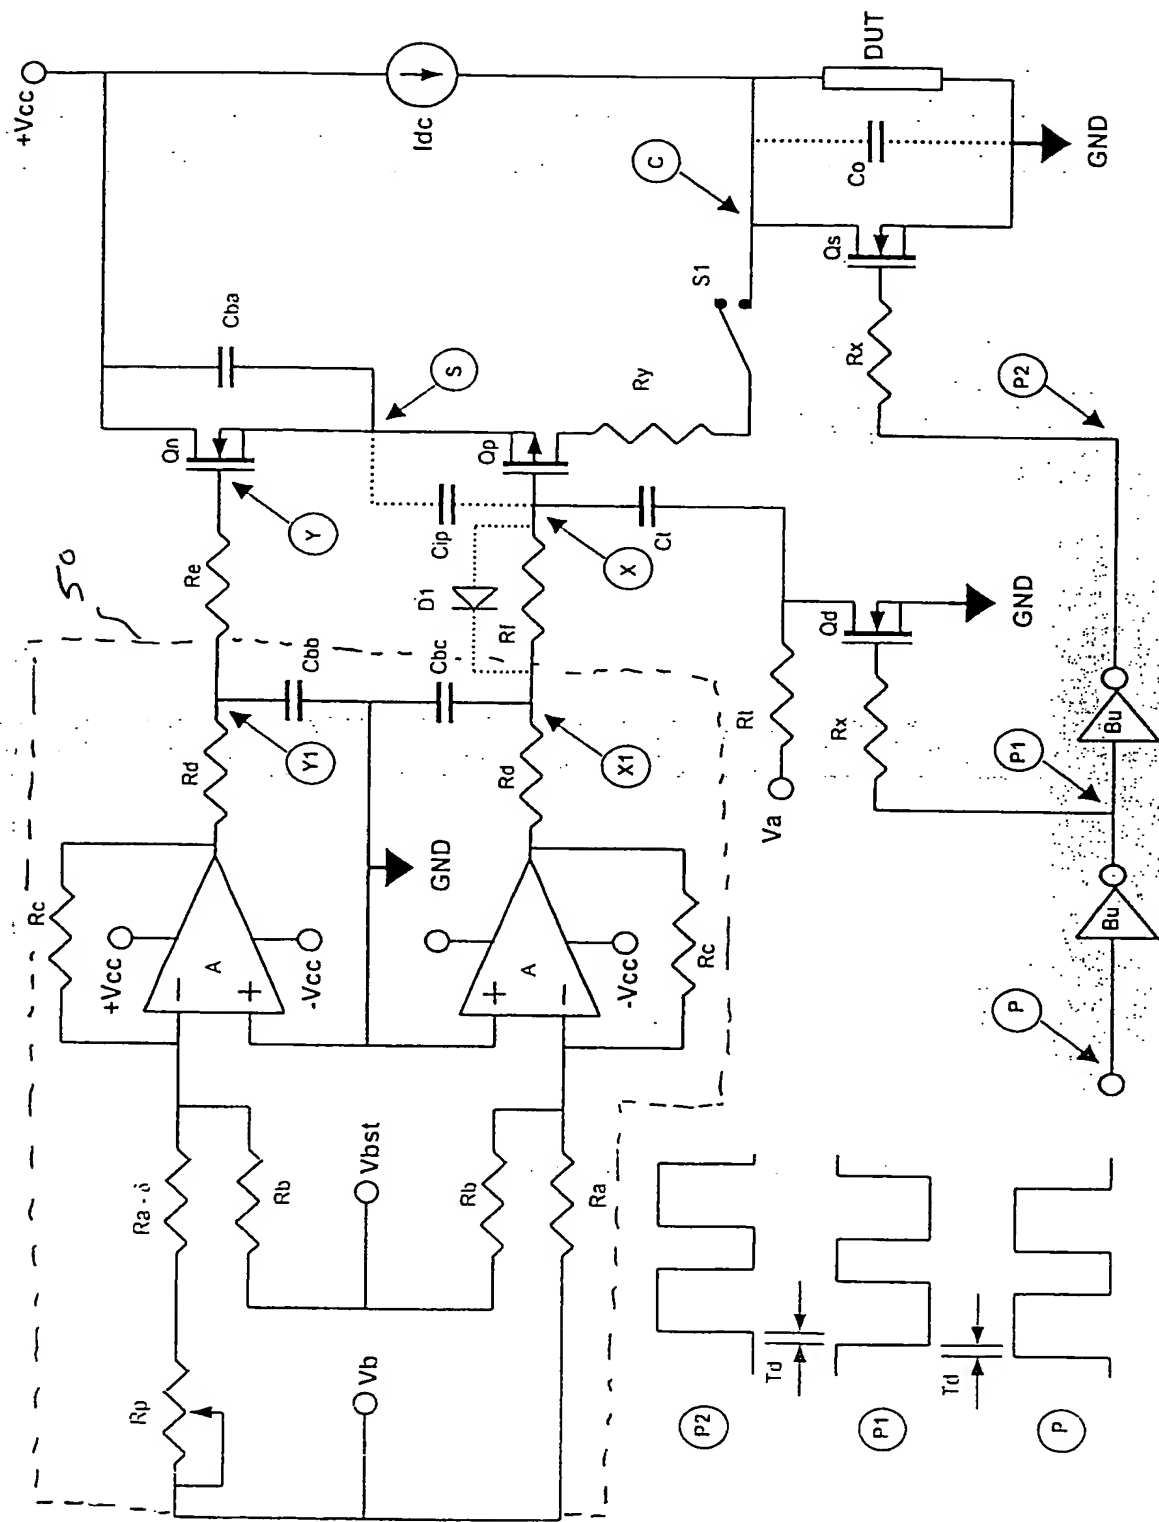 50
+Vcc
Idc
DUT
Co
GND
C
S1
Qs
Rx
P2
Cba
S
Ry
Qn
Qp
Y
Cip
X
Ct
Re
D1
Rf
Qd
GND
Bu
Cbb
Cbc
Y1
X1
Rt
Rx
P1
Rd
Rd
Va
Rc
GND
+Vcc
A
-Vcc
A
-Vcc
Rc
Bu
P
Ra - δ
Rb
Vbst
Rb
Ra
Rp
Vb
Td
Td
P2
P1
P